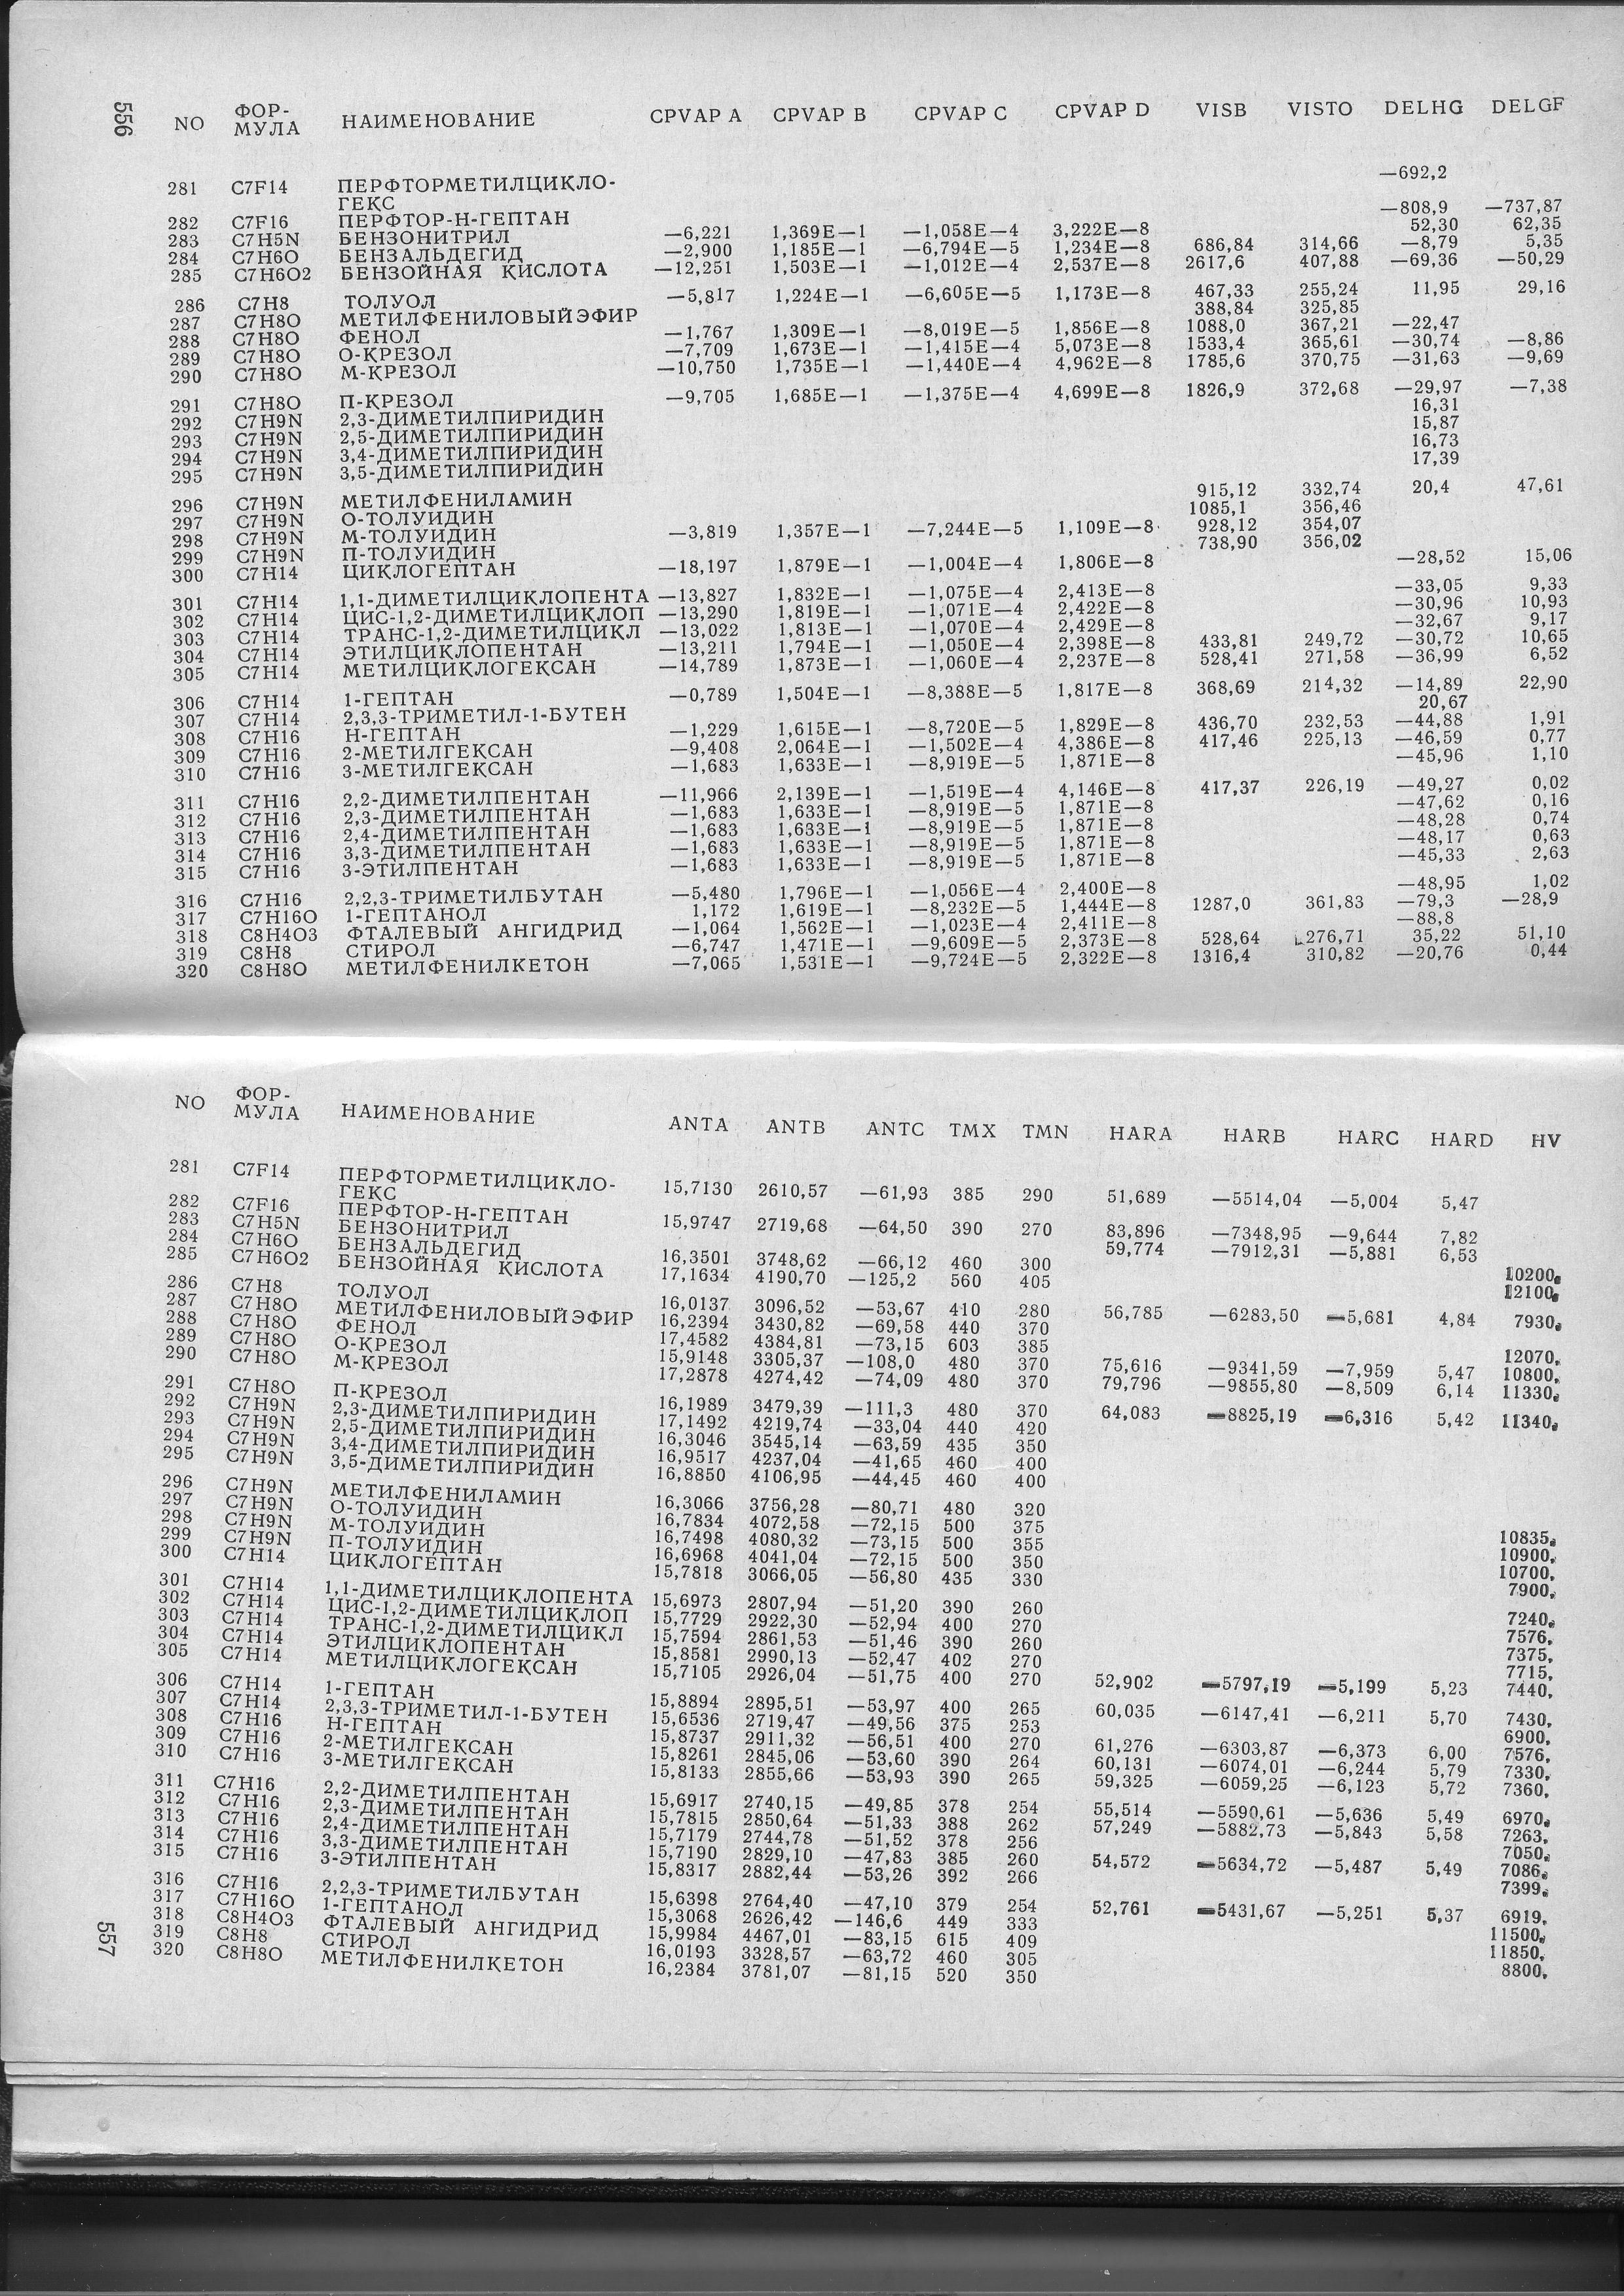 556
NO ФОР-МУЛА НАИМЕНОВАНИЕ CPVAP A CPVAP B CPVAP C CPVAP D VISB VISTO DELHG DELGF
281 C7F14 ПЕРФТОРМЕТИЛЦИКЛО- —692,2
ГЕКС
282 C7F16 ПЕРФТОР-Н-ГЕПТАН —808,9 —737,87
283 C7H5N БЕНЗОНИТРИЛ —6,221 1,369E—1 —1,058E—4 3,222E—8 52,30 62,35
284 C7H6O БЕНЗАЛЬДЕГИД —2,900 1,185E—1 —6,794E—5 1,234E—8 686,84 314,66 —8,79 5,35
285 C7H6O2 БЕНЗОЙНАЯ КИСЛОТА —12,251 1,503E—1 —1,012E—4 2,537E—8 2617,6 407,88 —69,36 —50,29
286 C7H8 ТОЛУОЛ —5,817 1,224E—1 —6,605E—5 1,173E—8 467,33 255,24 11,95 29,16
287 C7H8O МЕТИЛФЕНИЛОВЫЙЭФИР 388,84 325,85
288 C7H8O ФЕНОЛ —1,767 1,309E—1 —8,019E—5 1,856E—8 1088,0 367,21 —22,47
289 C7H8O О-КРЕЗОЛ —7,709 1,673E—1 —1,415E—4 5,073E—8 1533,4 365,61 —30,74 —8,86
290 C7H8O М-КРЕЗОЛ —10,750 1,735E—1 —1,440E—4 4,962E—8 1785,6 370,75 —31,63 —9,69
291 C7H8O П-КРЕЗОЛ —9,705 1,685E—1 —1,375E—4 4,699E—8 1826,9 372,68 —29,97 —7,38
292 C7H9N 2,3-ДИМЕТИЛПИРИДИН 16,31
293 C7H9N 2,5-ДИМЕТИЛПИРИДИН 15,87
294 C7H9N 3,4-ДИМЕТИЛПИРИДИН 16,73
295 C7H9N 3,5-ДИМЕТИЛПИРИДИН 17,39
296 C7H9N МЕТИЛФЕНИЛАМИН 915,12 332,74 20,4 47,61
297 C7H9N О-ТОЛУИДИН 1085,1 356,46
298 C7H9N М-ТОЛУИДИН —3,819 1,357E—1 —7,244E—5 1,109E—8 928,12 354,07
299 C7H9N П-ТОЛУИДИН 738,90 356,02
300 C7H14 ЦИКЛОГЕПТАН —18,197 1,879E—1 —1,004E—4 1,806E—8 —28,52 15,06
301 C7H14 1,1-ДИМЕТИЛЦИКЛОПЕНТА —13,827 1,832E—1 —1,075E—4 2,413E—8 —33,05 9,33
302 C7H14 ЦИС-1,2-ДИМЕТИЛЦИКЛОП —13,290 1,819E—1 —1,071E—4 2,422E—8 —30,96 10,93
303 C7H14 ТРАНС-1,2-ДИМЕТИЛЦИКЛ —13,022 1,813E—1 —1,070E—4 2,429E—8 —32,67 9,17
304 C7H14 ЭТИЛЦИКЛОПЕНТАН —13,211 1,794E—1 —1,050E—4 2,398E—8 433,81 249,72 —30,72 10,65
305 C7H14 МЕТИЛЦИКЛОГЕКСАН —14,789 1,873E—1 —1,060E—4 2,237E—8 528,41 271,58 —36,99 6,52
306 C7H14 1-ГЕПТАН —0,789 1,504E—1 —8,388E—5 1,817E—8 368,69 214,32 —14,89 22,90
307 C7H14 2,3,3-ТРИМЕТИЛ-1-БУТЕН 20,67
308 C7H16 Н-ГЕПТАН —1,229 1,615E—1 —8,720E—5 1,829E—8 436,70 232,53 —44,88 1,91
309 C7H16 2-МЕТИЛГЕКСАН —9,408 2,064E—1 —1,502E—4 4,386E—8 417,46 225,13 —46,59 0,77
310 C7H16 3-МЕТИЛГЕКСАН —1,683 1,633E—1 —8,919E—5 1,871E—8 —45,96 1,10
311 C7H16 2,2-ДИМЕТИЛПЕНТАН —11,966 2,139E—1 —1,519E—4 4,146E—8 417,37 226,19 —49,27 0,02
312 C7H16 2,3-ДИМЕТИЛПЕНТАН —1,683 1,633E—1 —8,919E—5 1,871E—8 —47,62 0,16
313 C7H16 2,4-ДИМЕТИЛПЕНТАН —1,683 1,633E—1 —8,919E—5 1,871E—8 —48,28 0,74
314 C7H16 3,3-ДИМЕТИЛПЕНТАН —1,683 1,633E—1 —8,919E—5 1,871E—8 —48,17 0,63
315 C7H16 3-ЭТИЛПЕНТАН —1,683 1,633E—1 —8,919E—5 1,871E—8 —45,33 2,63
316 C7H16 2,2,3-ТРИМЕТИЛБУТАН —5,480 1,796E—1 —1,056E—4 2,400E—8 —48,95 1,02
317 C7H16O 1-ГЕПТАНОЛ 1,172 1,619E—1 —8,232E—5 1,444E—8 1287,0 361,83 —79,3 —28,9
318 C8H4O3 ФТАЛЕВЫЙ АНГИДРИД —1,064 1,562E—1 —1,023E—4 2,411E—8 —88,8
319 C8H8 СТИРОЛ —6,747 1,471E—1 —9,609E—5 2,373E—8 528,64 276,71 35,22 51,10
320 C8H8O МЕТИЛФЕНИЛКЕТОН —7,065 1,531E—1 —9,724E—5 2,322E—8 1316,4 310,82 —20,76 0,44
NO ФОР-МУЛА НАИМЕНОВАНИЕ ANTA ANTB ANTC TMX TMN HARA HARB HARC HARD HV
281 C7F14 ПЕРФТОРМЕТИЛЦИКЛО-
ГЕКС 15,7130 2610,57 —61,93 385 290 51,689 —5514,04 —5,004 5,47
282 C7F16 ПЕРФТОР-Н-ГЕПТАН 15,9747 2719,68 —64,50 390 270 83,896 —7348,95 —9,644 7,82
283 C7H5N БЕНЗОНИТРИЛ 59,774 —7912,31 —5,881 6,53
284 C7H6O БЕНЗАЛЬДЕГИД 16,3501 3748,62 —66,12 460 300 10200,
285 C7H6O2 БЕНЗОЙНАЯ КИСЛОТА 17,1634 4190,70 —125,2 560 405 12100,
286 C7H8 ТОЛУОЛ 16,0137 3096,52 —53,67 410 280 56,785 —6283,50 —5,681 4,84 7930,
287 C7H8O МЕТИЛФЕНИЛОВЫЙЭФИР 16,2394 3430,82 —69,58 440 370
288 C7H8O ФЕНОЛ 17,4582 4384,81 —73,15 603 385 12070,
289 C7H8O О-КРЕЗОЛ 15,9148 3305,37 —108,0 480 370 75,616 —9341,59 —7,959 5,47 10800,
290 C7H8O М-КРЕЗОЛ 17,2878 4274,42 —74,09 480 370 79,796 —9855,80 —8,509 6,14 11330,
291 C7H8O П-КРЕЗОЛ 16,1989 3479,39 —111,3 480 370 64,083 —8825,19 —6,316 5,42 11340,
292 C7H9N 2,3-ДИМЕТИЛПИРИДИН 17,1492 4219,74 —33,04 440 420
293 C7H9N 2,5-ДИМЕТИЛПИРИДИН 16,3046 3545,14 —63,59 435 350
294 C7H9N 3,4-ДИМЕТИЛПИРИДИН 16,9517 4237,04 —41,65 460 400
295 C7H9N 3,5-ДИМЕТИЛПИРИДИН 16,8850 4106,95 —44,45 460 400
296 C7H9N МЕТИЛФЕНИЛАМИН 16,3066 3756,28 —80,71 480 320
297 C7H9N О-ТОЛУИДИН 16,7834 4072,58 —72,15 500 375 10835,
298 C7H9N М-ТОЛУИДИН 16,7498 4080,32 —73,15 500 355 10900,
299 C7H9N П-ТОЛУИДИН 16,6968 4041,04 —72,15 500 350 10700,
300 C7H14 ЦИКЛОГЕПТАН 15,7818 3066,05 —56,80 435 330 7900,
301 C7H14 1,1-ДИМЕТИЛЦИКЛОПЕНТА 15,6973 2807,94 —51,20 390 260 7240,
302 C7H14 ЦИС-1,2-ДИМЕТИЛЦИКЛОП 15,7729 2922,30 —52,94 400 270 7576,
303 C7H14 ТРАНС-1,2-ДИМЕТИЛЦИКЛ 15,7594 2861,53 —51,46 390 260 7375,
304 C7H14 ЭТИЛЦИКЛОПЕНТАН 15,8581 2990,13 —52,47 402 270 7715,
305 C7H14 МЕТИЛЦИКЛОГЕКСАН 15,7105 2926,04 —51,75 400 270 52,902 —5797,19 —5,199 5,23 7440,
306 C7H14 1-ГЕПТАН 15,8894 2895,51 —53,97 400 265 60,035 —6147,41 —6,211 5,70 7430,
307 C7H14 2,3,3-ТРИМЕТИЛ-1-БУТЕН 15,6536 2719,47 —49,56 375 253 6900,
308 C7H16 Н-ГЕПТАН 15,8737 2911,32 —56,51 400 270 61,276 —6303,87 —6,373 6,00 7576,
309 C7H16 2-МЕТИЛГЕКСАН 15,8261 2845,06 —53,60 390 264 60,131 —6074,01 —6,244 5,79 7330,
310 C7H16 3-МЕТИЛГЕКСАН 15,8133 2855,66 —53,93 390 265 59,325 —6059,25 —6,123 5,72 7360,
311 C7H16 2,2-ДИМЕТИЛПЕНТАН 15,6917 2740,15 —49,85 378 254 55,514 —5590,61 —5,636 5,49 6970,
312 C7H16 2,3-ДИМЕТИЛПЕНТАН 15,7815 2850,64 —51,33 388 262 57,249 —5882,73 —5,843 5,58 7263,
313 C7H16 2,4-ДИМЕТИЛПЕНТАН 15,7179 2744,78 —51,52 378 256 7050,
314 C7H16 3,3-ДИМЕТИЛПЕНТАН 15,7190 2829,10 —47,83 385 260 54,572 —5634,72 —5,487 5,49 7086,
315 C7H16 3-ЭТИЛПЕНТАН 15,8317 2882,44 —53,26 392 266 7399,
316 C7H16 2,2,3-ТРИМЕТИЛБУТАН 15,6398 2764,40 —47,10 379 254 52,761 —5431,67 —5,251 5,37 6919,
317 C7H16O 1-ГЕПТАНОЛ 15,3068 2626,42 —146,6 449 333 11500,
318 C8H4O3 ФТАЛЕВЫЙ АНГИДРИД 15,9984 4467,01 —83,15 615 409 11850,
319 C8H8 СТИРОЛ 16,0193 3328,57 —63,72 460 305 8800,
320 C8H8O МЕТИЛФЕНИЛКЕТОН 16,2384 3781,07 —81,15 520 350
557